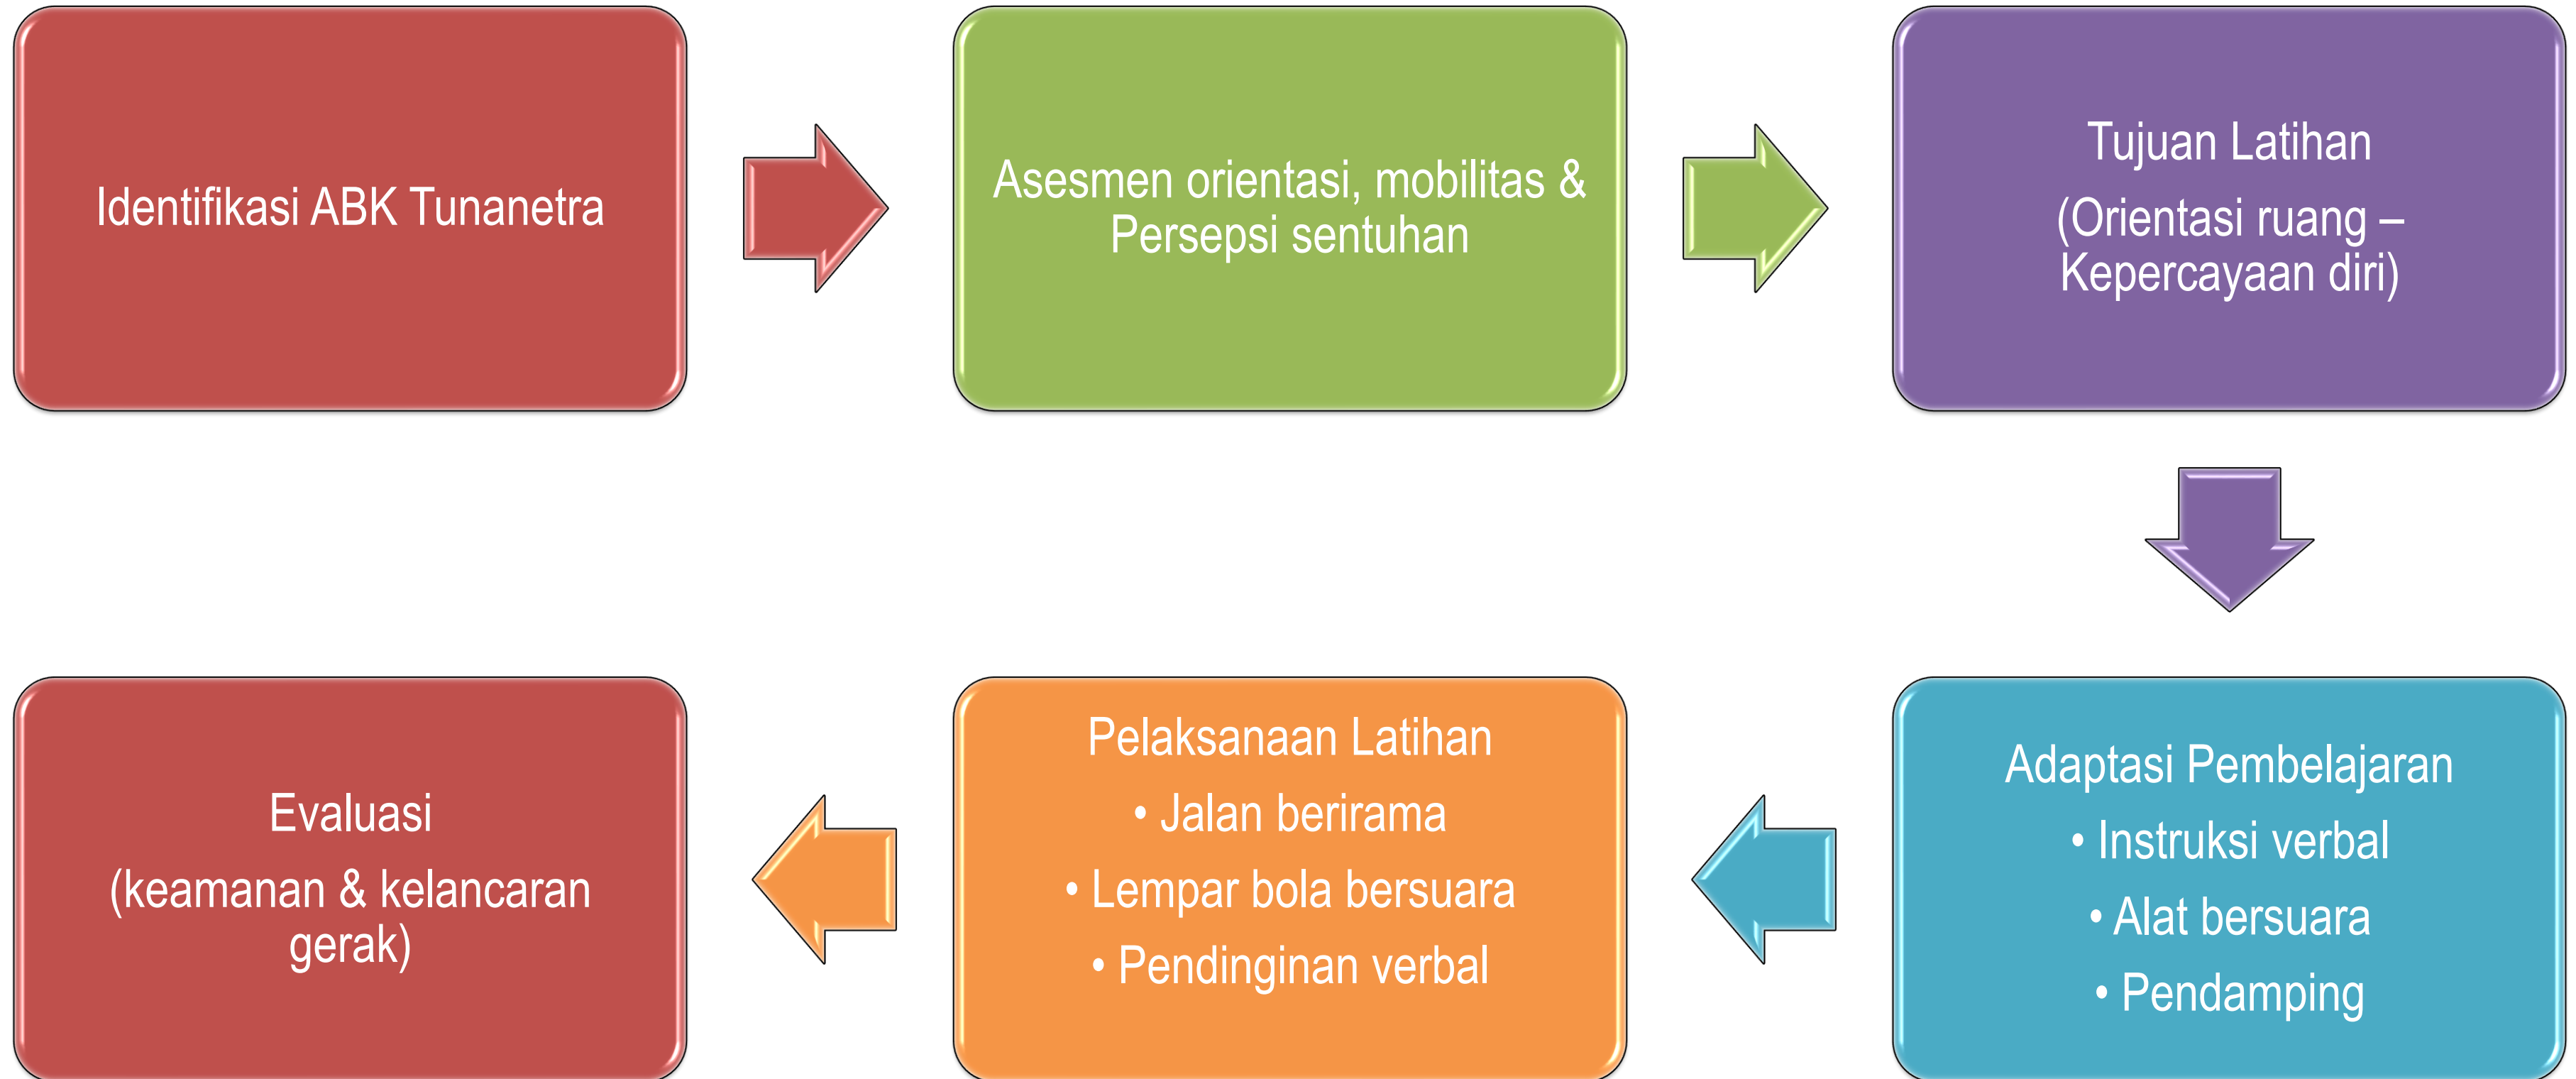 Identifikasi ABK Tunanetra
Asesmen orientasi, mobilitas &
Persepsi sentuhan
Tujuan Latihan
(Orientasi ruang –
Kepercayaan diri)
Adaptasi Pembelajaran
• Instruksi verbal
• Alat bersuara
• Pendamping
Pelaksanaan Latihan
• Jalan berirama
• Lempar bola bersuara
• Pendinginan verbal
Evaluasi
(keamanan & kelancaran
gerak)